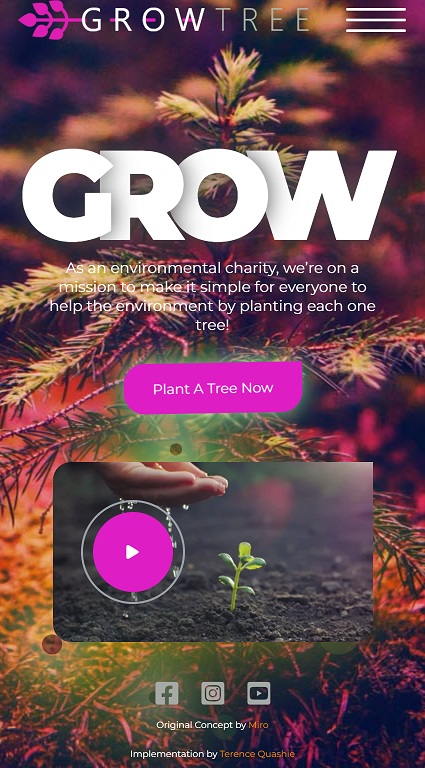 GROWTREE
GROW
As an environmental charity, we're on a
mission to make it simple for everyone to
help the environment by planting each one
tree!
Plant A Tree Now
Original Concept by Miro
Implementation by Terence Quashie